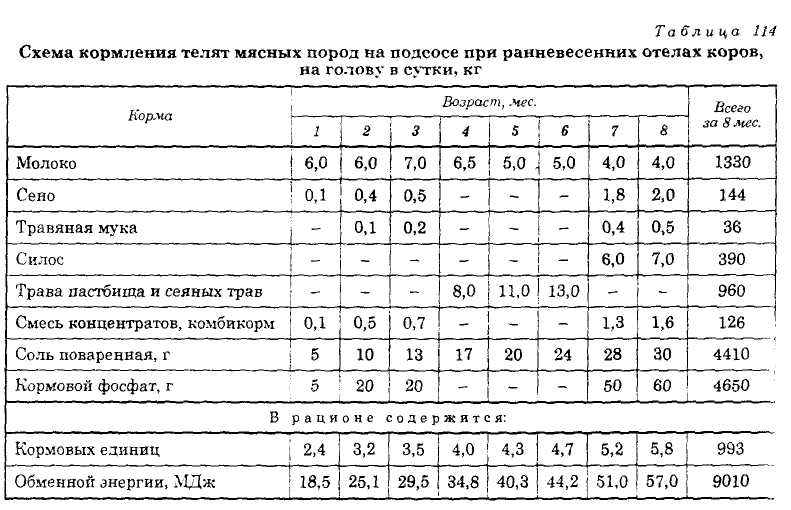 Таблица 114
Схема кормления телят мясных пород на подсосе при ранневесенних отелах коров,
на голову в сутки, кг
Корма Возраст, мес. Всего за 8 мес.
1 2 3 4 5 6 7 8
Молоко 6,0 6,0 7,0 6,5 5,0 5,0 4,0 4,0 1330
Сено 0,1 0,4 0,5 – – – 1,8 2,0 144
Травяная мука – 0,1 0,2 – – – 0,4 0,5 36
Силос – – – – – – 6,0 7,0 390
Трава пастбища и сеяных трав – – – 8,0 11,0 13,0 – – 960
Смесь концентратов, комбикорм 0,1 0,5 0,7 – – – 1,3 1,6 126
Соль поваренная, г 5 10 13 17 20 24 28 30 4410
Кормовой фосфат, г 5 20 20 – – – 50 60 4650
В рационе содержится:
Кормовых единиц 2,4 3,2 3,5 4,0 4,3 4,7 5,2 5,8 993
Обменной энергии, МДж 18,5 25,1 29,5 34,8 40,3 44,2 51,0 57,0 9010